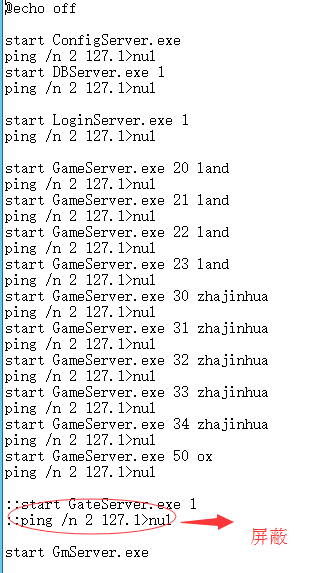 @echo off
start ConfigServer.exe
ping /n 2 127.1>nul
start DBServer.exe 1
ping /n 2 127.1>nul
start LoginServer.exe 1
ping /n 2 127.1>nul
start GameServer.exe 20 land
ping /n 2 127.1>nul
start GameServer.exe 21 land
ping /n 2 127.1>nul
start GameServer.exe 22 land
ping /n 2 127.1>nul
start GameServer.exe 23 land
ping /n 2 127.1>nul
start GameServer.exe 30 zhajinhua
ping /n 2 127.1>nul
start GameServer.exe 31 zhajinhua
ping /n 2 127.1>nul
start GameServer.exe 32 zhajinhua
ping /n 2 127.1>nul
start GameServer.exe 33 zhajinhua
ping /n 2 127.1>nul
start GameServer.exe 34 zhajinhua
ping /n 2 127.1>nul
start GameServer.exe 50 ox
ping /n 2 127.1>nul
::start GateServer.exe 1
::ping /n 2 127.1>nul
屏蔽
start GmServer.exe